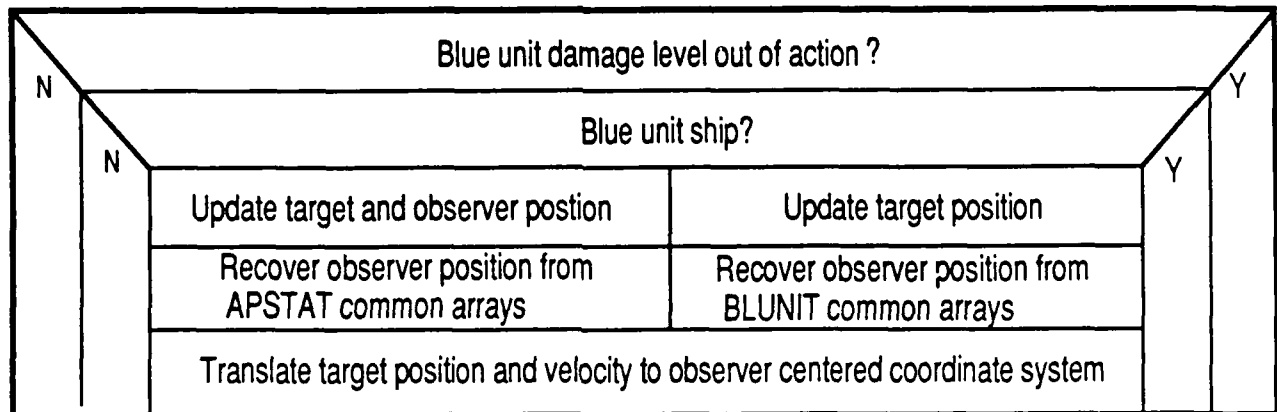 Blue unit damage level out of action ?
N
Y
Blue unit ship?
N
Y
Update target and observer postion
Update target position
Recover observer position from
APSTAT common arrays
Recover observer position from
BLUNIT common arrays
Translate target position and velocity to observer centered coordinate system